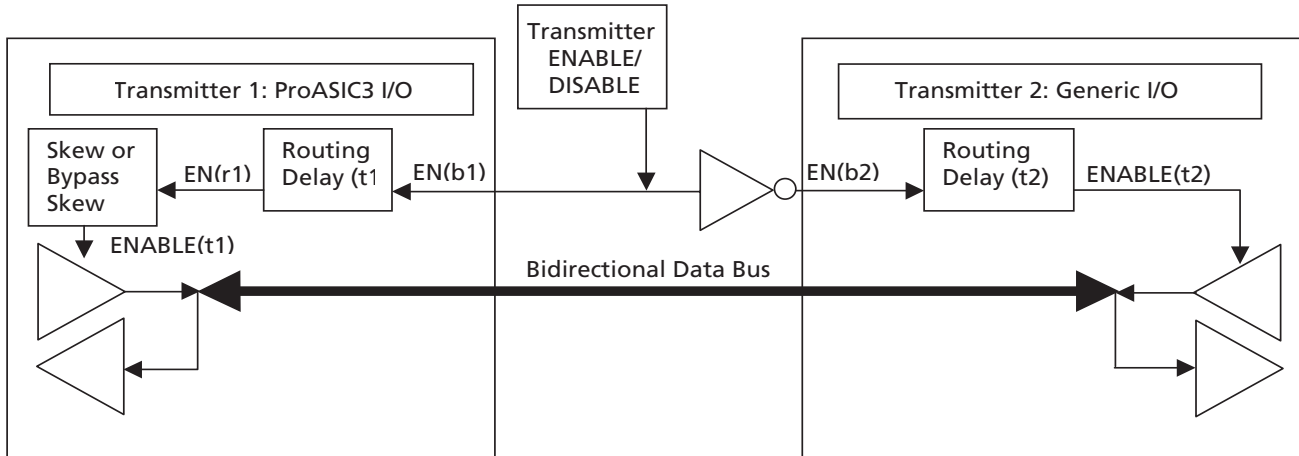 Transmitter
ENABLE/
DISABLE
Transmitter 1: ProASIC3 I/O
Transmitter 2: Generic I/O
Skew or
Bypass
Skew
EN(r1)
Routing
Delay (t1
EN(b1)
EN(b2)
Routing
Delay (t2)
ENABLE(t2)
ENABLE(t1)
Bidirectional Data Bus